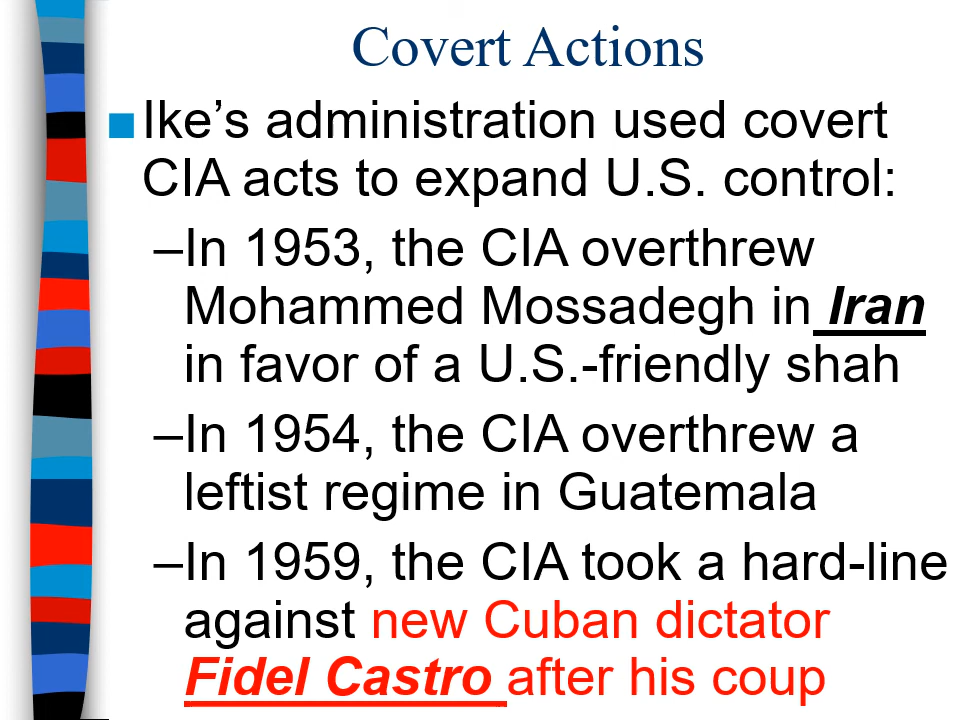 Covert Actions
■Ike’s administration used covert
CIA acts to expand U.S. control:
–In 1953, the CIA overthrew
Mohammed Mossadegh in Iran
in favor of a U.S.-friendly shah
–In 1954, the CIA overthrew a
leftist regime in Guatemala
–In 1959, the CIA took a hard-line
against new Cuban dictator
Fidel Castro after his coup